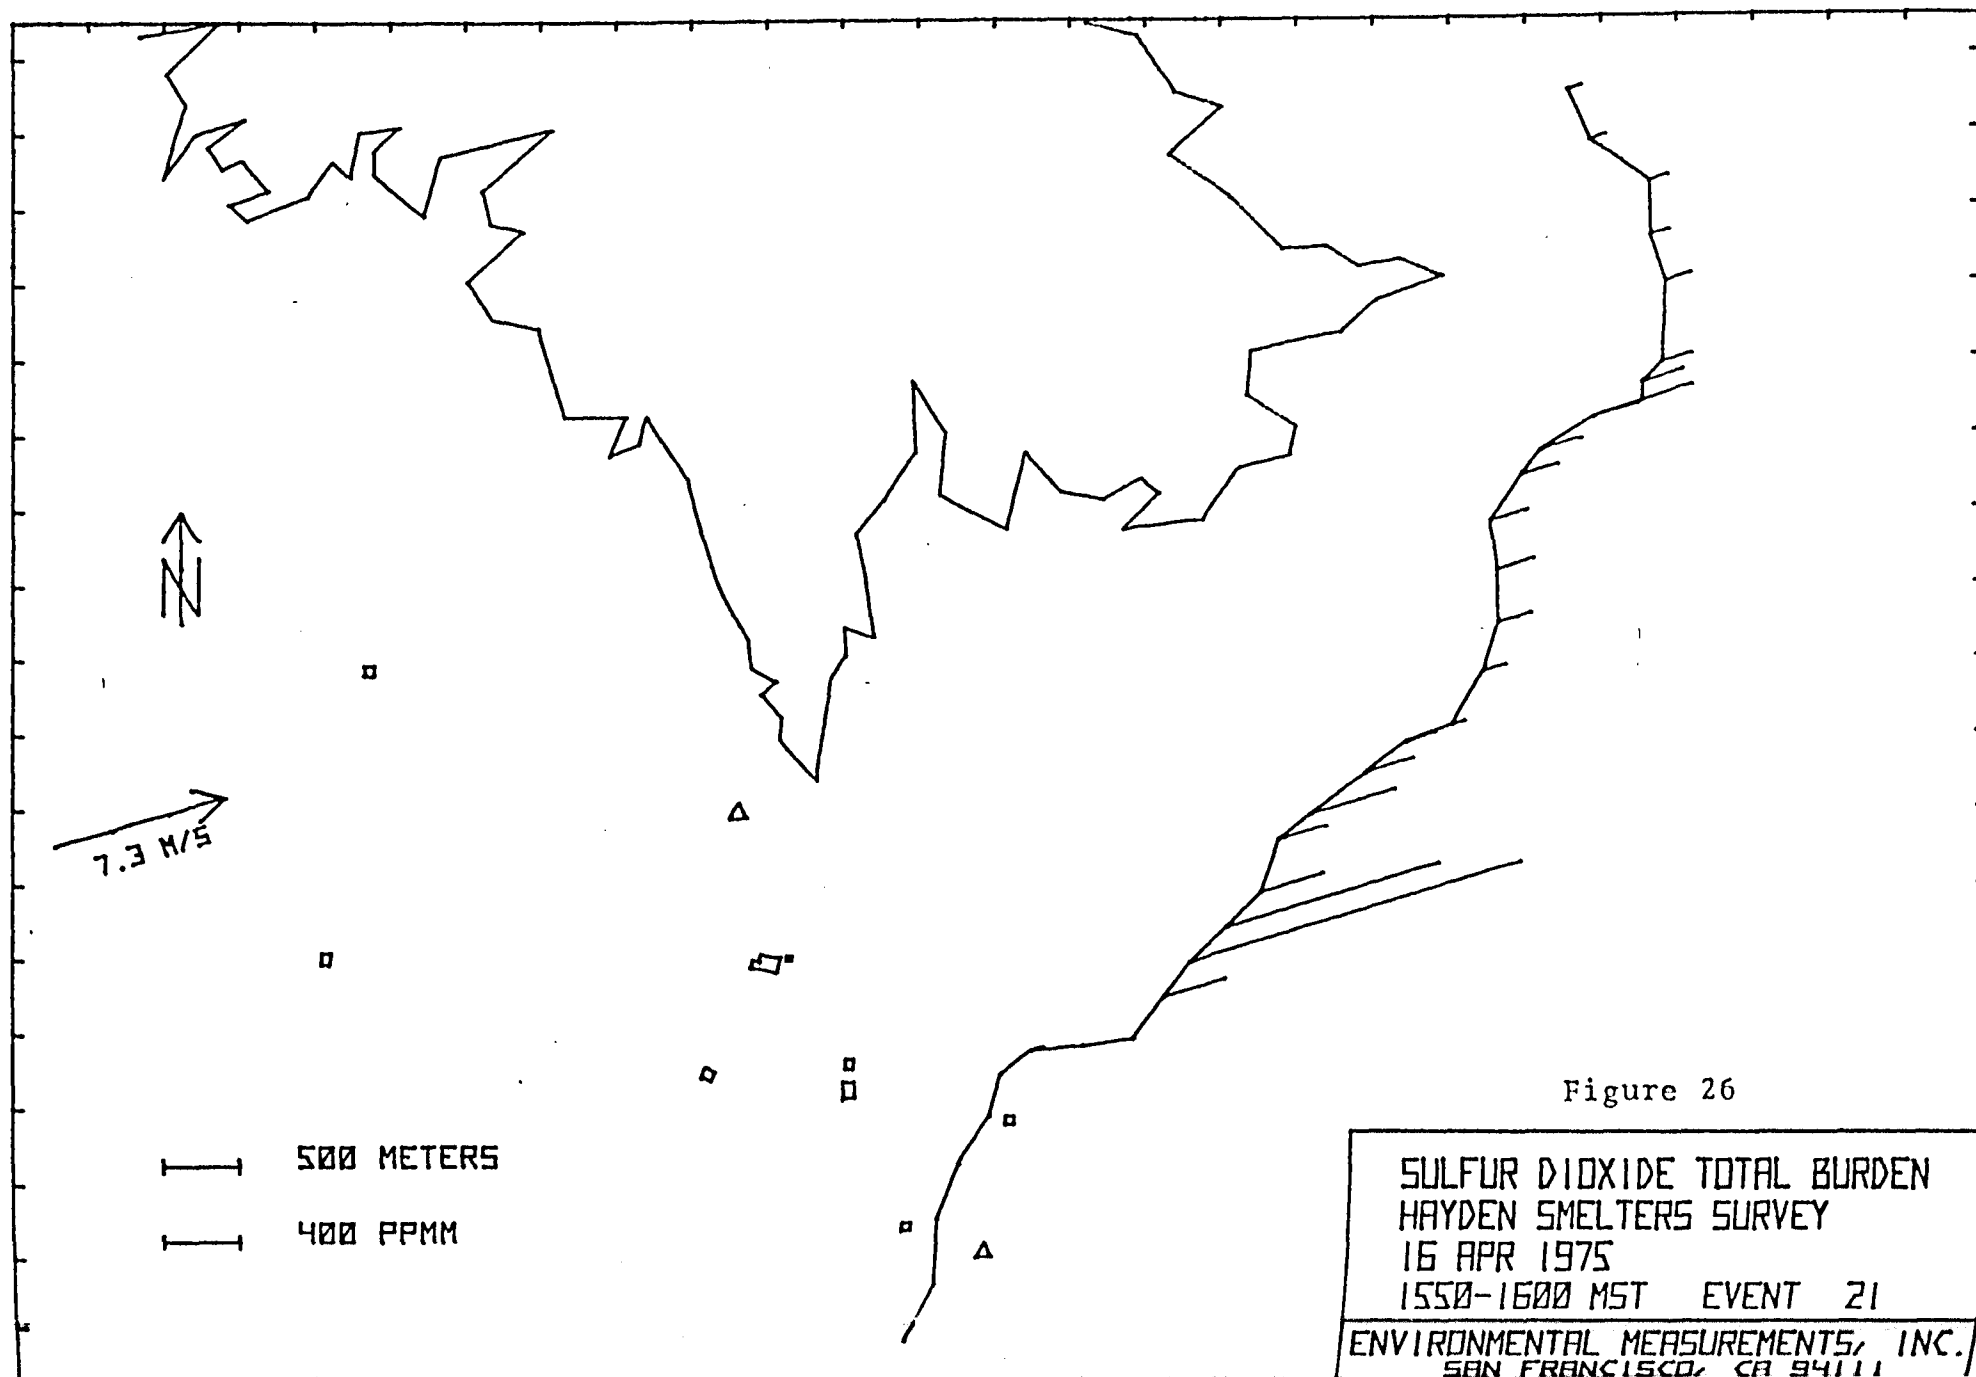 N
7.3 M/S
500 METERS
400 PPMM
Figure 26
SULFUR DIOXIDE TOTAL BURDEN
HAYDEN SMELTERS SURVEY
16 APR 1975
1550-1600 MST EVENT 21
ENVIRONMENTAL MEASUREMENTS, INC.
SAN FRANCISCO, CA 94111